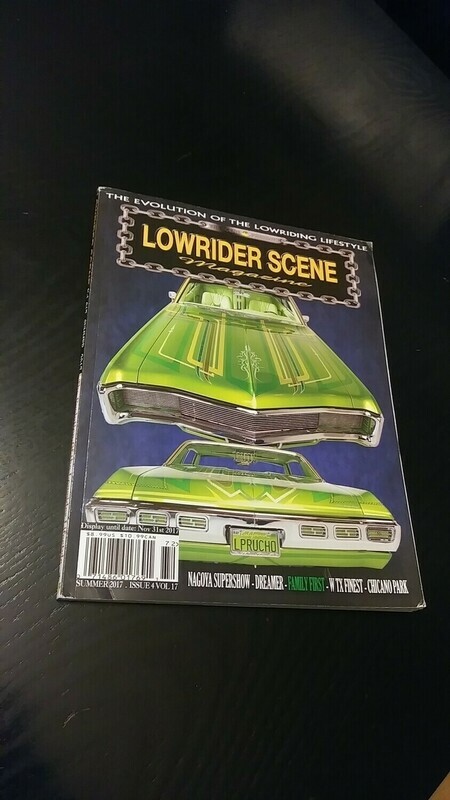 THE EVOLUTION OF THE LOWRIDING LIFESTYLE
LOWRIDER SCENE
Magazine
LPRUCHO
Display until date: Nov 31st 2017
$8.99US $10.99CAN
SUMMER 2017 . ISSUE 4 VOL 17
NAGOYA SUPERSHOW - DREAMER - FAMILY FIRST - W TX FINEST - CHICANO PARK